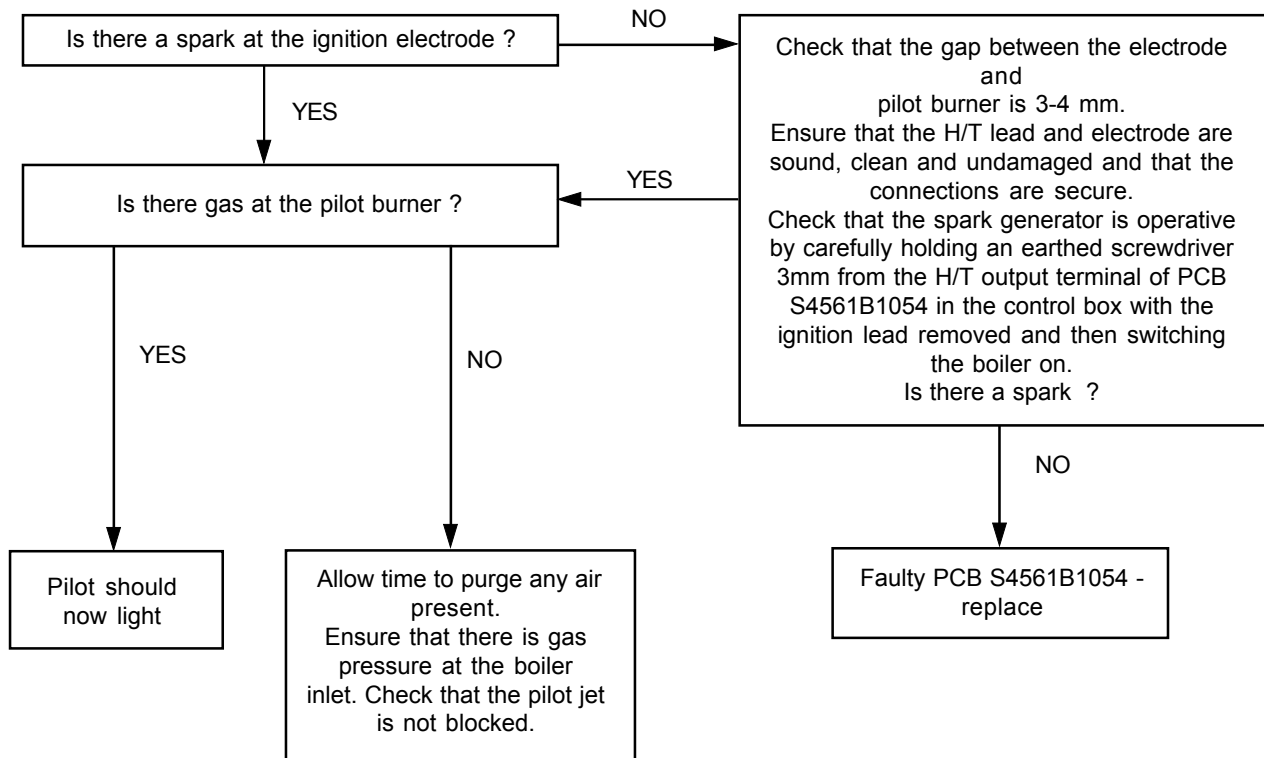 Is there a spark at the ignition electrode ?
NO
YES
Check that the gap between the electrode
and
pilot burner is 3-4 mm.
Ensure that the H/T lead and electrode are
sound, clean and undamaged and that the
connections are secure.
Check that the spark generator is operative
by carefully holding an earthed screwdriver
3mm from the H/T output terminal of PCB
S4561B1054 in the control box with the
ignition lead removed and then switching
the boiler on.
Is there a spark ?
YES
Is there gas at the pilot burner ?
YES
NO
NO
Pilot should
now light
Allow time to purge any air
present.
Ensure that there is gas
pressure at the boiler
inlet. Check that the pilot jet
is not blocked.
Faulty PCB S4561B1054 -
replace